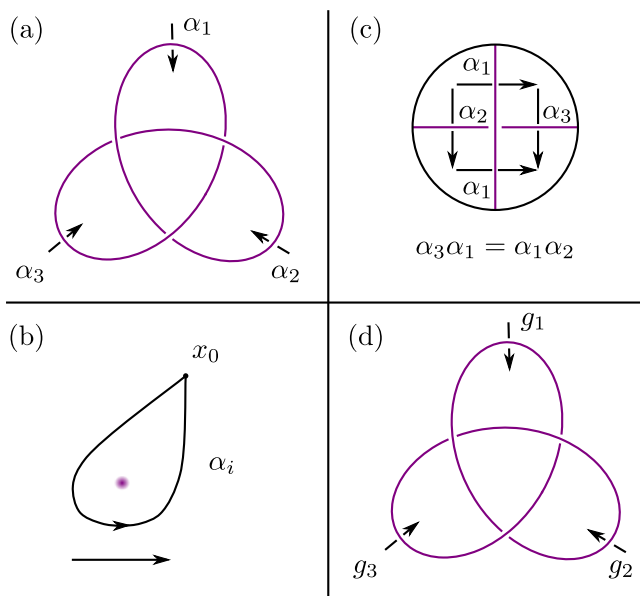 (a)
α₁
α₃
α₂
(c)
α₁
α₂
α₃
α₁
α₃α₁ = α₁α₂
(b)
x₀
αᵢ
(d)
g₁
g₃
g₂